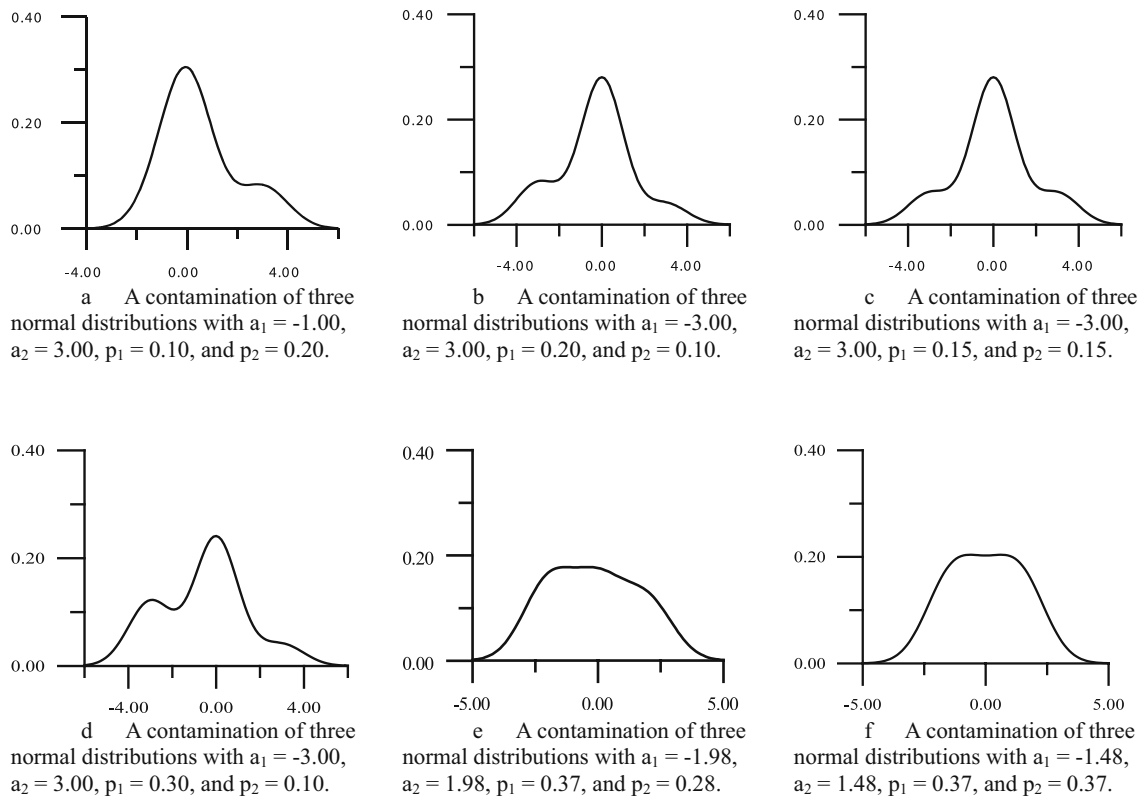 0.40
0.20
0.00
-4.00 0.00 4.00
a A contamination of three
normal distributions with a₁ = -1.00,
a₂ = 3.00, p₁ = 0.10, and p₂ = 0.20.
0.40
0.20
0.00
-4.00 0.00 4.00
b A contamination of three
normal distributions with a₁ = -3.00,
a₂ = 3.00, p₁ = 0.20, and p₂ = 0.10.
0.40
0.20
0.00
-4.00 0.00 4.00
c A contamination of three
normal distributions with a₁ = -3.00,
a₂ = 3.00, p₁ = 0.15, and p₂ = 0.15.
0.40
0.20
0.00
-4.00 0.00 4.00
d A contamination of three
normal distributions with a₁ = -3.00,
a₂ = 3.00, p₁ = 0.30, and p₂ = 0.10.
0.40
0.20
0.00
-5.00 0.00 5.00
e A contamination of three
normal distributions with a₁ = -1.98,
a₂ = 1.98, p₁ = 0.37, and p₂ = 0.28.
0.40
0.20
0.00
-5.00 0.00 5.00
f A contamination of three
normal distributions with a₁ = -1.48,
a₂ = 1.48, p₁ = 0.37, and p₂ = 0.37.